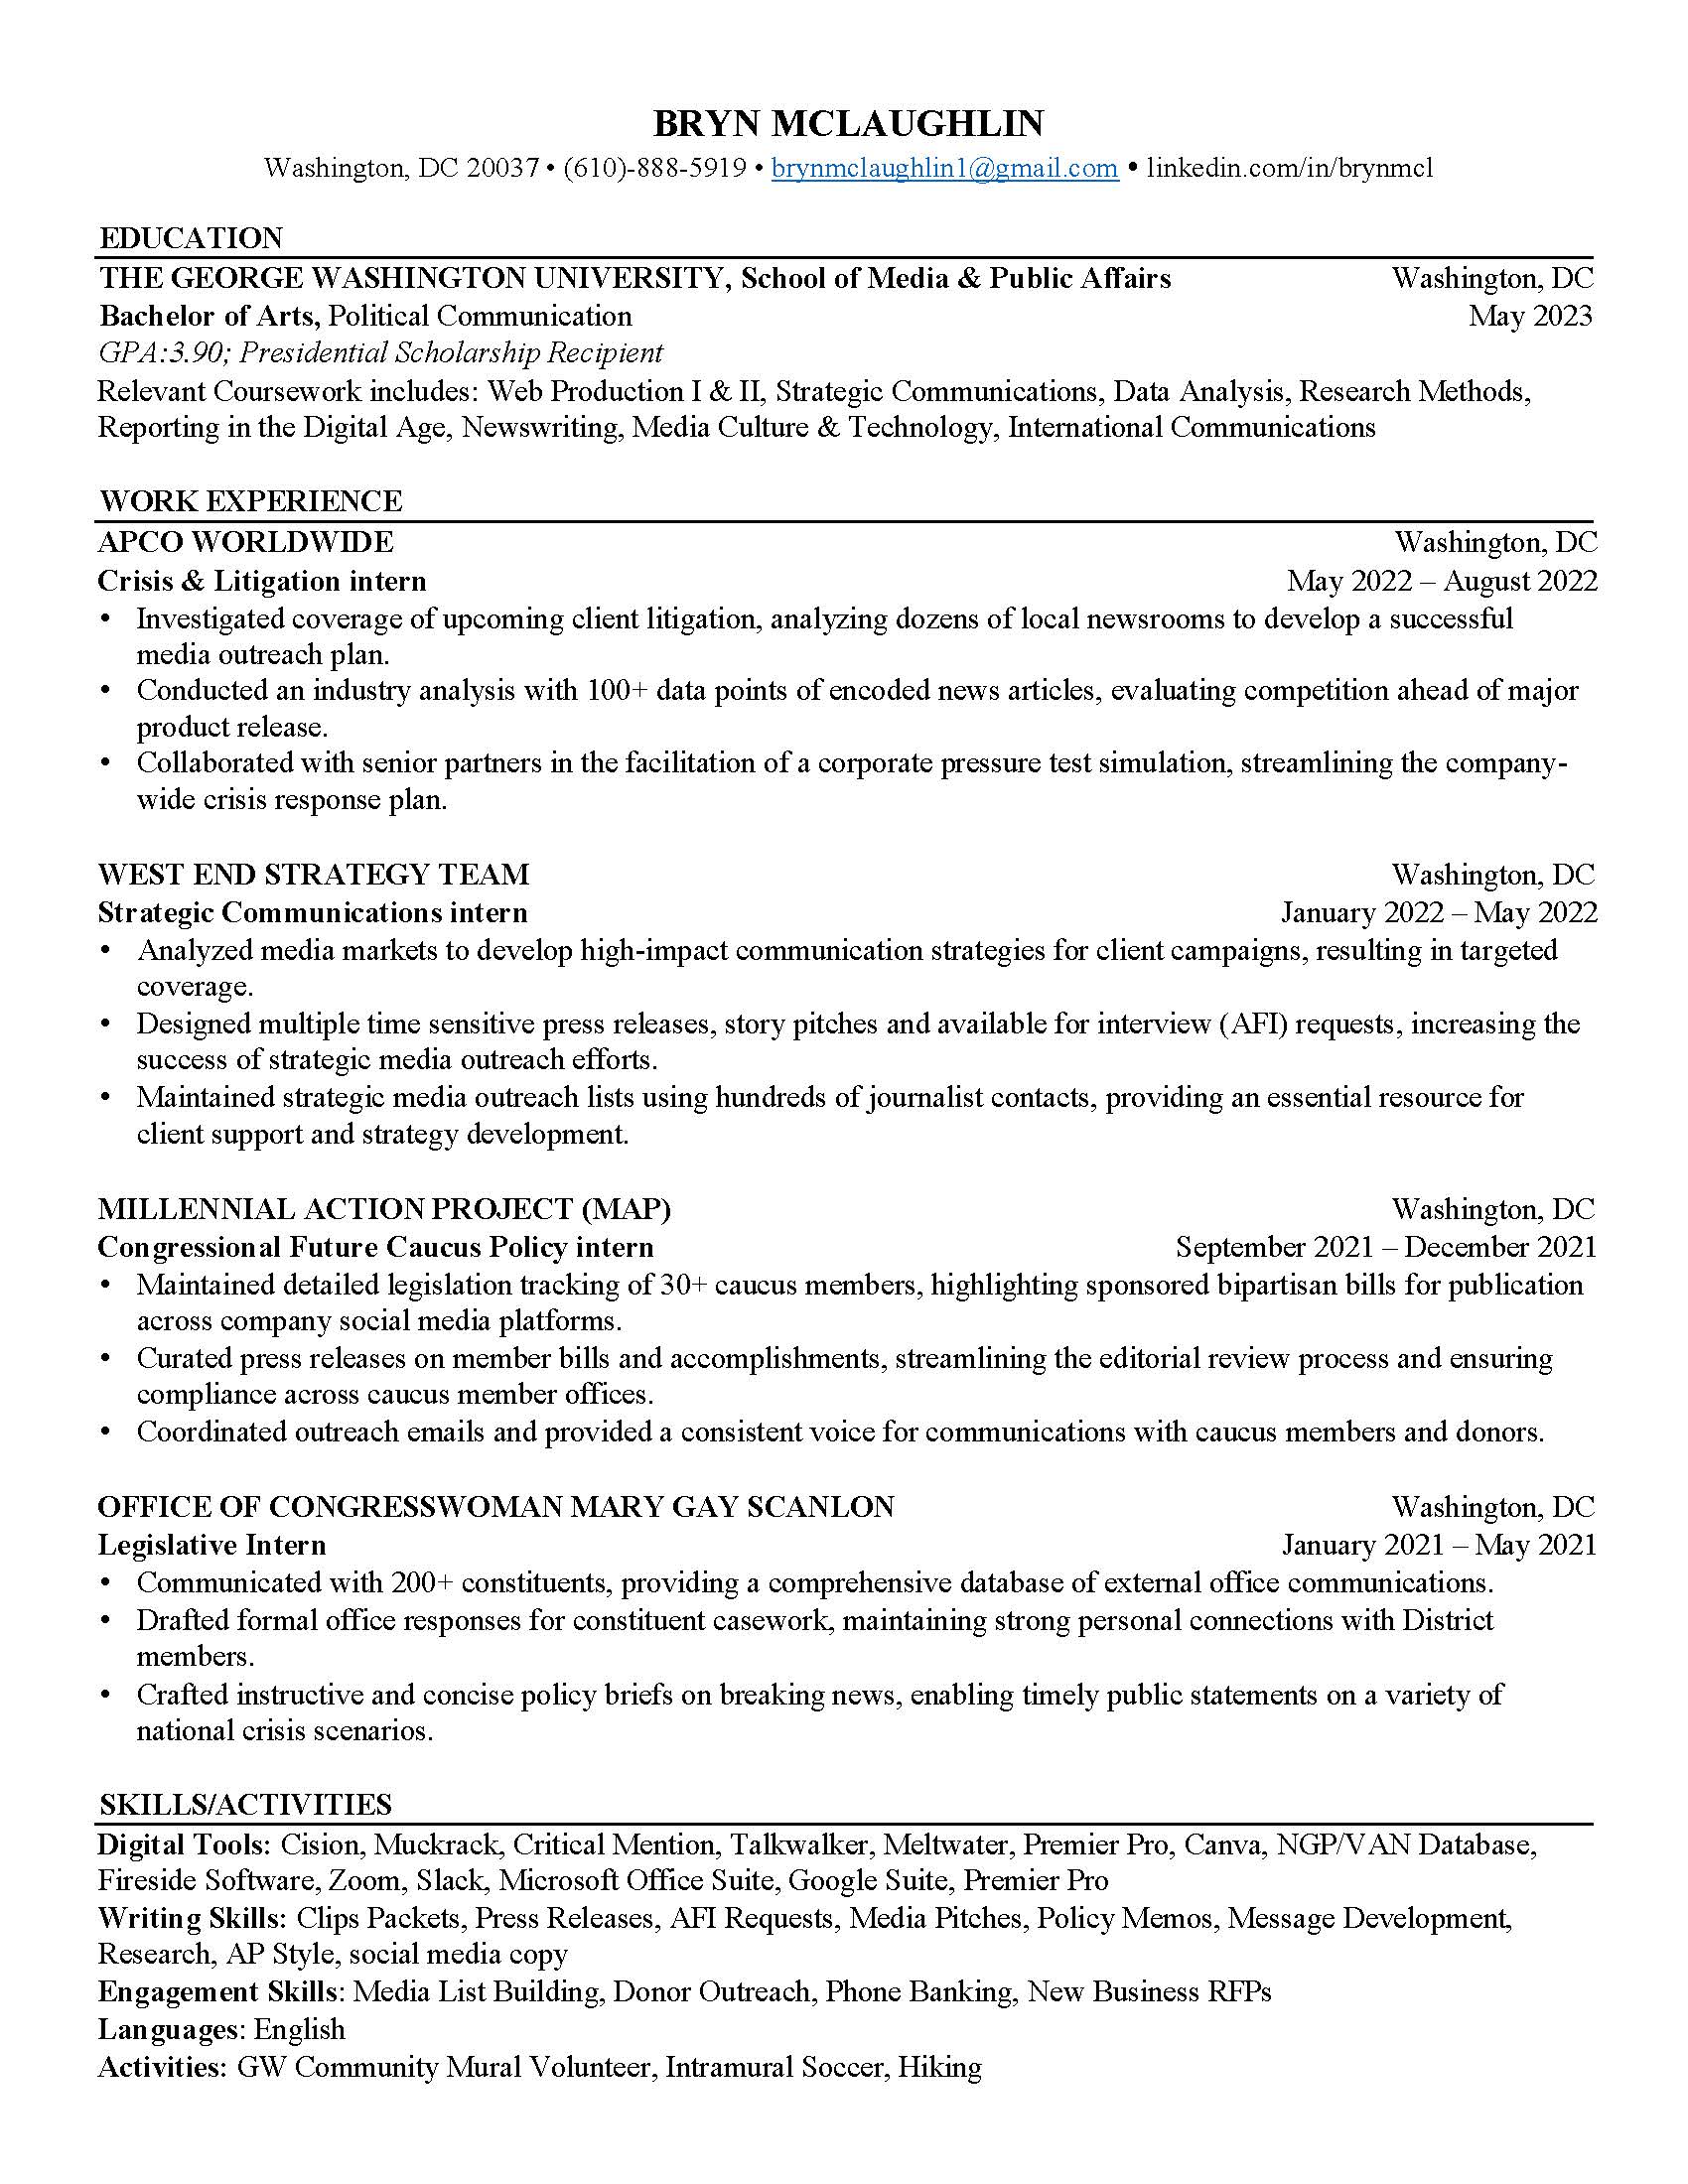 BRYN MCLAUGHLIN
Washington, DC 20037 • (610)-888-5919 • brynmclaughlin1@gmail.com • linkedin.com/in/brynmcl
EDUCATION
THE GEORGE WASHINGTON UNIVERSITY, School of Media & Public Affairs Washington, DC
Bachelor of Arts, Political Communication May 2023
GPA:3.90; Presidential Scholarship Recipient
Relevant Coursework includes: Web Production I & II, Strategic Communications, Data Analysis, Research Methods,
Reporting in the Digital Age, Newswriting, Media Culture & Technology, International Communications
WORK EXPERIENCE
APCO WORLDWIDE Washington, DC
Crisis & Litigation intern May 2022 – August 2022
• Investigated coverage of upcoming client litigation, analyzing dozens of local newsrooms to develop a successful
media outreach plan.
• Conducted an industry analysis with 100+ data points of encoded news articles, evaluating competition ahead of major
product release.
• Collaborated with senior partners in the facilitation of a corporate pressure test simulation, streamlining the company-
wide crisis response plan.
WEST END STRATEGY TEAM Washington, DC
Strategic Communications intern January 2022 – May 2022
• Analyzed media markets to develop high-impact communication strategies for client campaigns, resulting in targeted
coverage.
• Designed multiple time sensitive press releases, story pitches and available for interview (AFI) requests, increasing the
success of strategic media outreach efforts.
• Maintained strategic media outreach lists using hundreds of journalist contacts, providing an essential resource for
client support and strategy development.
MILLENNIAL ACTION PROJECT (MAP) Washington, DC
Congressional Future Caucus Policy intern September 2021 – December 2021
• Maintained detailed legislation tracking of 30+ caucus members, highlighting sponsored bipartisan bills for publication
across company social media platforms.
• Curated press releases on member bills and accomplishments, streamlining the editorial review process and ensuring
compliance across caucus member offices.
• Coordinated outreach emails and provided a consistent voice for communications with caucus members and donors.
OFFICE OF CONGRESSWOMAN MARY GAY SCANLON Washington, DC
Legislative Intern January 2021 – May 2021
• Communicated with 200+ constituents, providing a comprehensive database of external office communications.
• Drafted formal office responses for constituent casework, maintaining strong personal connections with District
members.
• Crafted instructive and concise policy briefs on breaking news, enabling timely public statements on a variety of
national crisis scenarios.
SKILLS/ACTIVITIES
Digital Tools: Cision, Muckrack, Critical Mention, Talkwalker, Meltwater, Premier Pro, Canva, NGP/VAN Database,
Fireside Software, Zoom, Slack, Microsoft Office Suite, Google Suite, Premier Pro
Writing Skills: Clips Packets, Press Releases, AFI Requests, Media Pitches, Policy Memos, Message Development,
Research, AP Style, social media copy
Engagement Skills: Media List Building, Donor Outreach, Phone Banking, New Business RFPs
Languages: English
Activities: GW Community Mural Volunteer, Intramural Soccer, Hiking